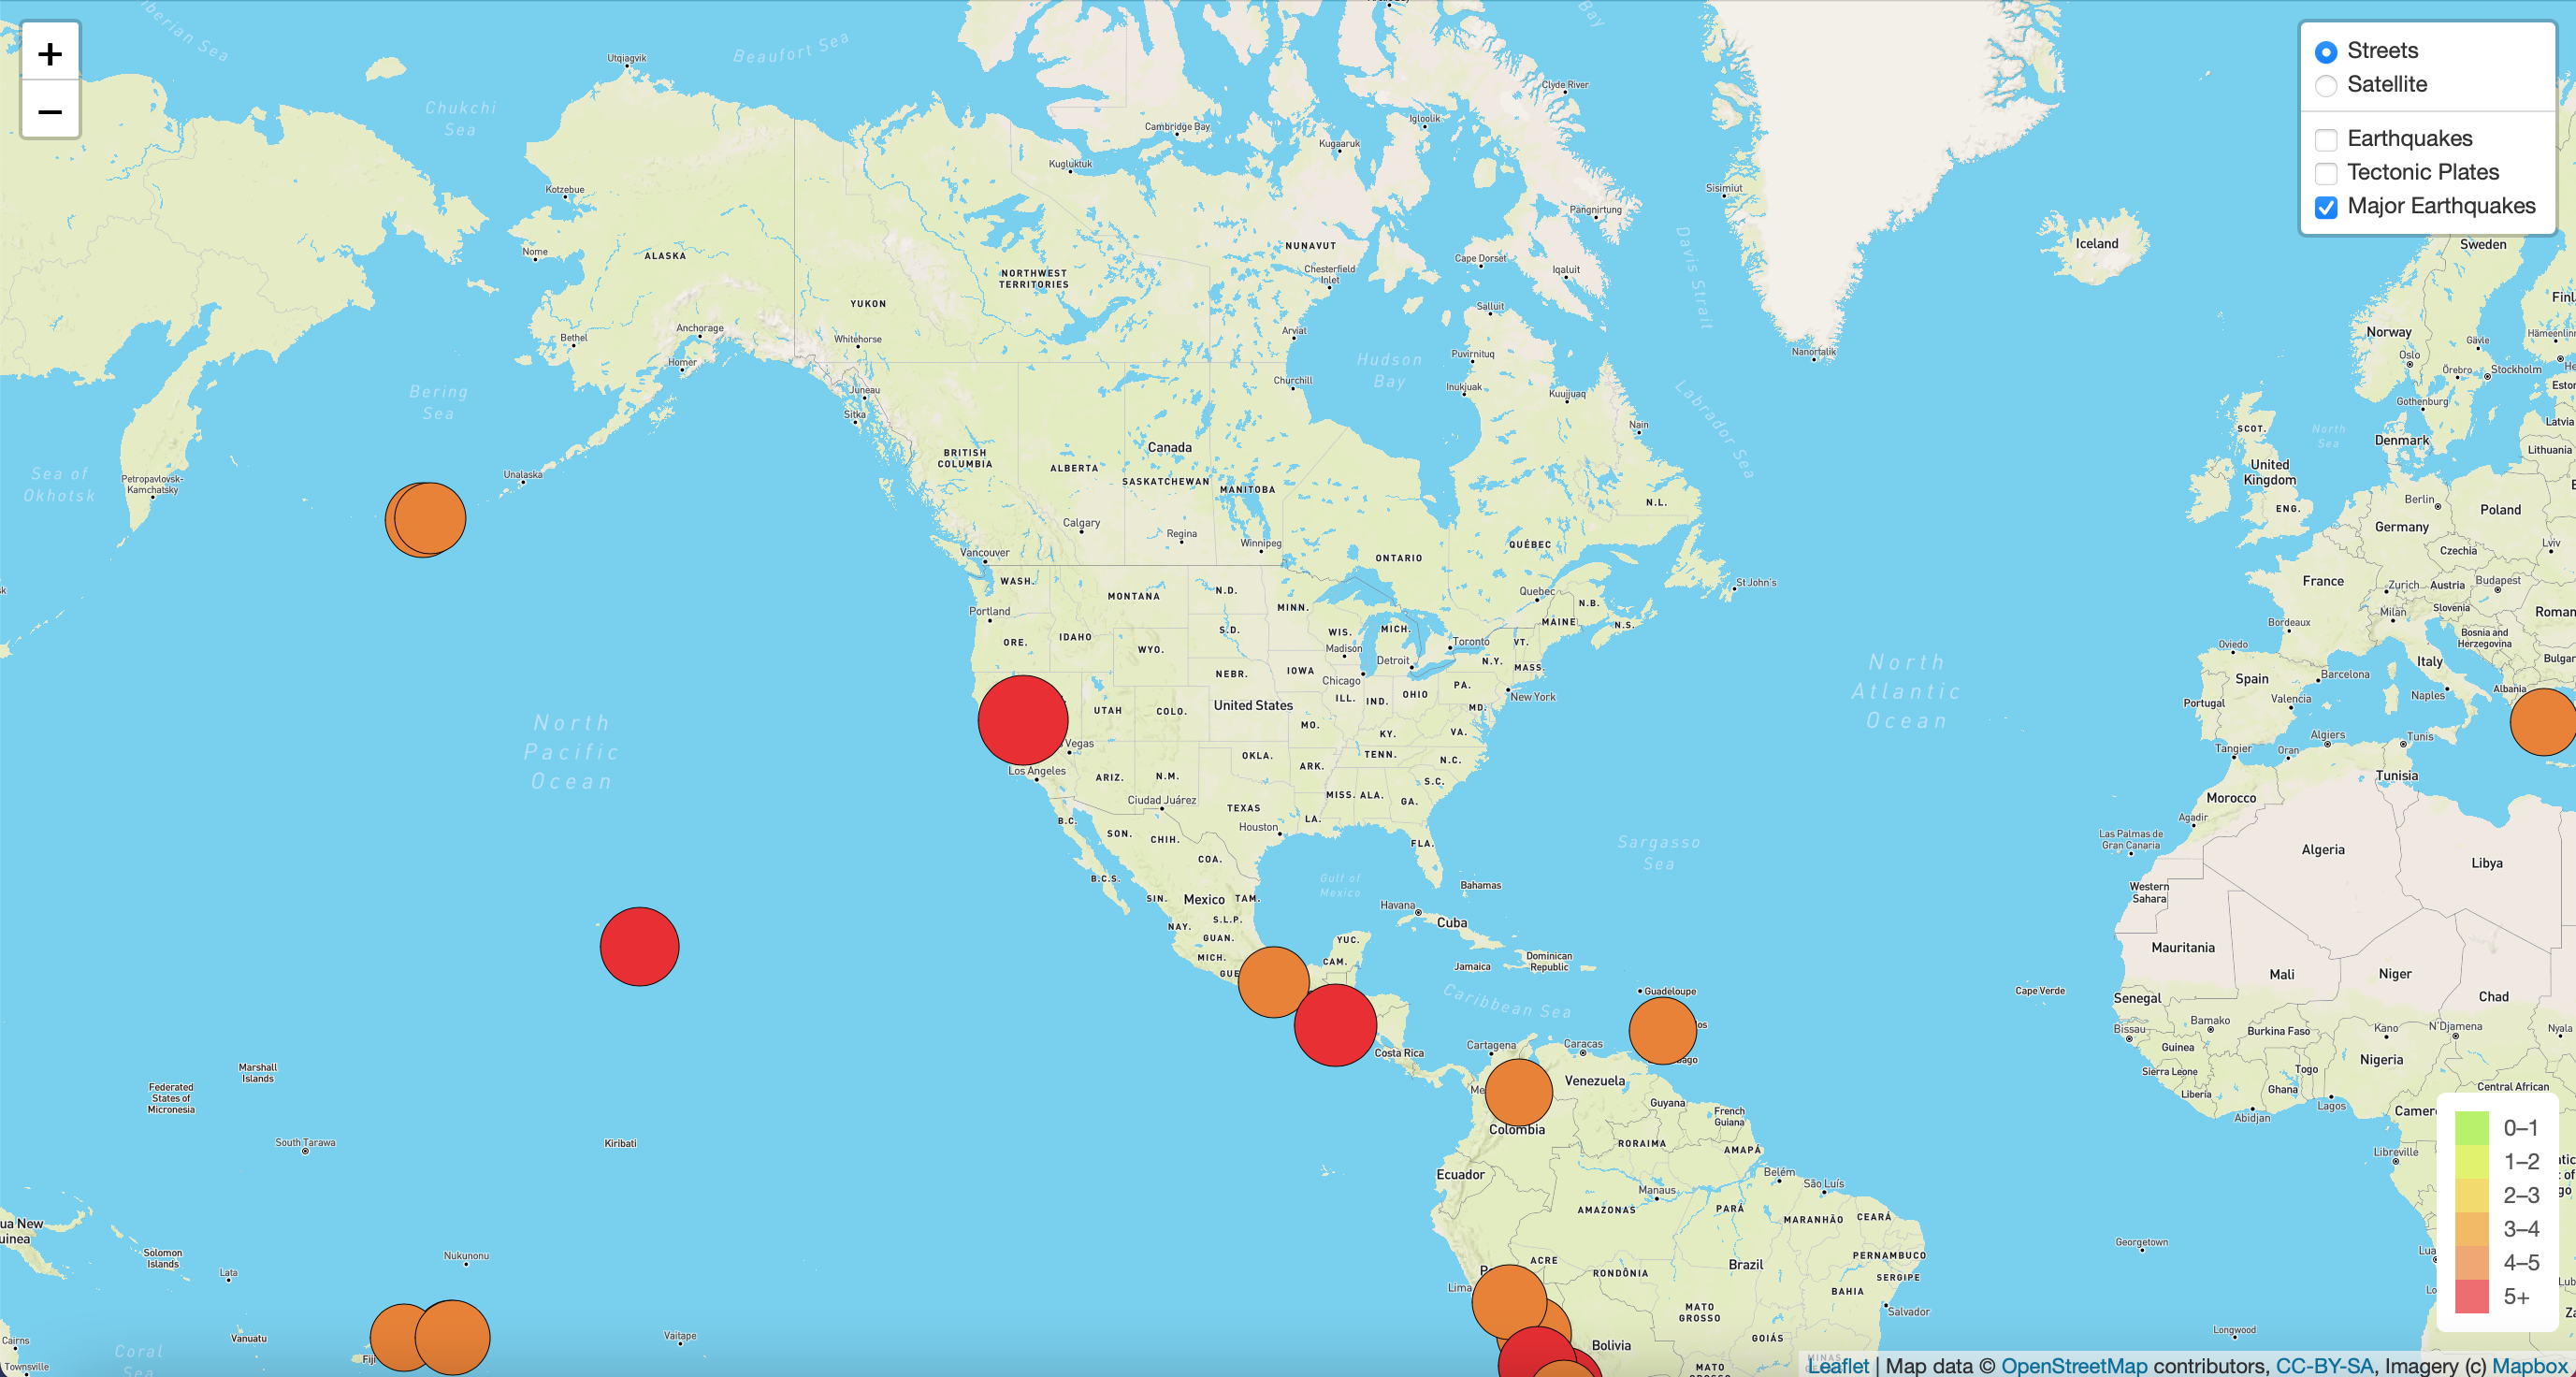 +
−
Streets
Satellite
Earthquakes
Tectonic Plates
Major Earthquakes
Beaufort Sea
Chukchi
Sea
Utqiagvik
Kotzebue
Nome
ALASKA
Bethel
Anchorage
Homer
YUKON
Whitehorse
Juneau
Sitka
Bering
Sea
Sea of
Okhotsk
Petropavlovsk-
Kamchatsky
Unalaska
Cambridge Bay
Kugluktuk
Kugaaruk
Igloolik
Clyde River
Pangnirtung
NUNAVUT
NORTHWEST
TERRITORIES
Chesterfield
Inlet
Cape Dorset
Iqaluit
Salluit
Arviat
Puvirnituq
Hudson
Bay
Churchill
Inukjuak
Kuujjuaq
Nain
Davis Strait
Labrador Sea
Sisimiut
Nanortalik
Iceland
Sweden
Norway
Oslo
Gävle
Örebro
Stockholm
Gothenburg
Latvia
Lithuania
SCOT.
North
Sea
Denmark
United
Kingdom
ENG.
Berlin
Poland
Germany
Czechia
Lviv
France
Zurich
Austria
Budapest
Milan
Slovenia
Bordeaux
Bosnia and
Herzegovina
Oviedo
Italy
Spain
Barcelona
Portugal
Valencia
Naples
Albania
Tangier
Oran
Algiers
Tunis
Tunisia
Morocco
Agadir
Las Palmas de
Gran Canaria
Algeria
Libya
Western
Sahara
Mauritania
Mali
Niger
Chad
Cape Verde
Senegal
Bissau
Bamako
Burkina Faso
Kano
N'Djamena
Nyala
Guinea
Nigeria
Sierra Leone
Togo
Liberia
Ghana
Lagos
Abidjan
Central African
Libreville
Georgetown
Longwood
BRITISH
COLUMBIA
ALBERTA
Canada
SASKATCHEWAN
MANITOBA
Calgary
Regina
Winnipeg
Vancouver
ONTARIO
QUÉBEC
N.L.
Quebec
N.B.
N.S.
St John's
WASH.
MONTANA
N.D.
MINN.
Portland
ORE.
IDAHO
WYO.
S.D.
WIS.
Madison
MICH.
Toronto
VT.
MAINE
NEBR.
IOWA
Chicago
Detroit
N.Y.
MASS.
UTAH
COLO.
United States
ILL.
IND.
OHIO
PA.
New York
MD.
MO.
KY.
VA.
Vegas
Los Angeles
ARIZ.
N.M.
OKLA.
ARK.
TENN.
N.C.
S.C.
Ciudad Juárez
TEXAS
MISS.
ALA.
GA.
Houston
LA.
FLA.
B.C.
SON.
CHIH.
COA.
B.C.S.
SIN.
Mexico
TAM.
S.L.P.
NAY.
GUAN.
MICH.
YUC.
CAM.
Gulf of
Mexico
Havana
Cuba
Bahamas
Jamaica
Dominican
Republic
Caribbean Sea
Guadeloupe
Sargasso
Sea
North
Atlantic
Ocean
North
Pacific
Ocean
Costa Rica
Cartagena
Caracas
Venezuela
Guyana
French
Guiana
Colombia
RORAIMA
AMAPÁ
Ecuador
Belém
São Luís
Manaus
AMAZONAS
PARÁ
MARANHÃO
CEARÁ
ACRE
RONDÔNIA
Brazil
PERNAMBUCO
SERGIPE
BAHIA
Lima
MATO
GROSSO
Salvador
GOIÁS
Bolivia
MATO
Marshall
Islands
Federated
States of
Micronesia
South Tarawa
Kiribati
Solomon
Islands
Lata
Nukunonu
Vanuatu
Fiji
Vaitape
Cairns
Townsville
Coral
Sea
0–1
1–2
2–3
3–4
4–5
5+
Leaflet | Map data © OpenStreetMap contributors, CC-BY-SA, Imagery (c) Mapbox